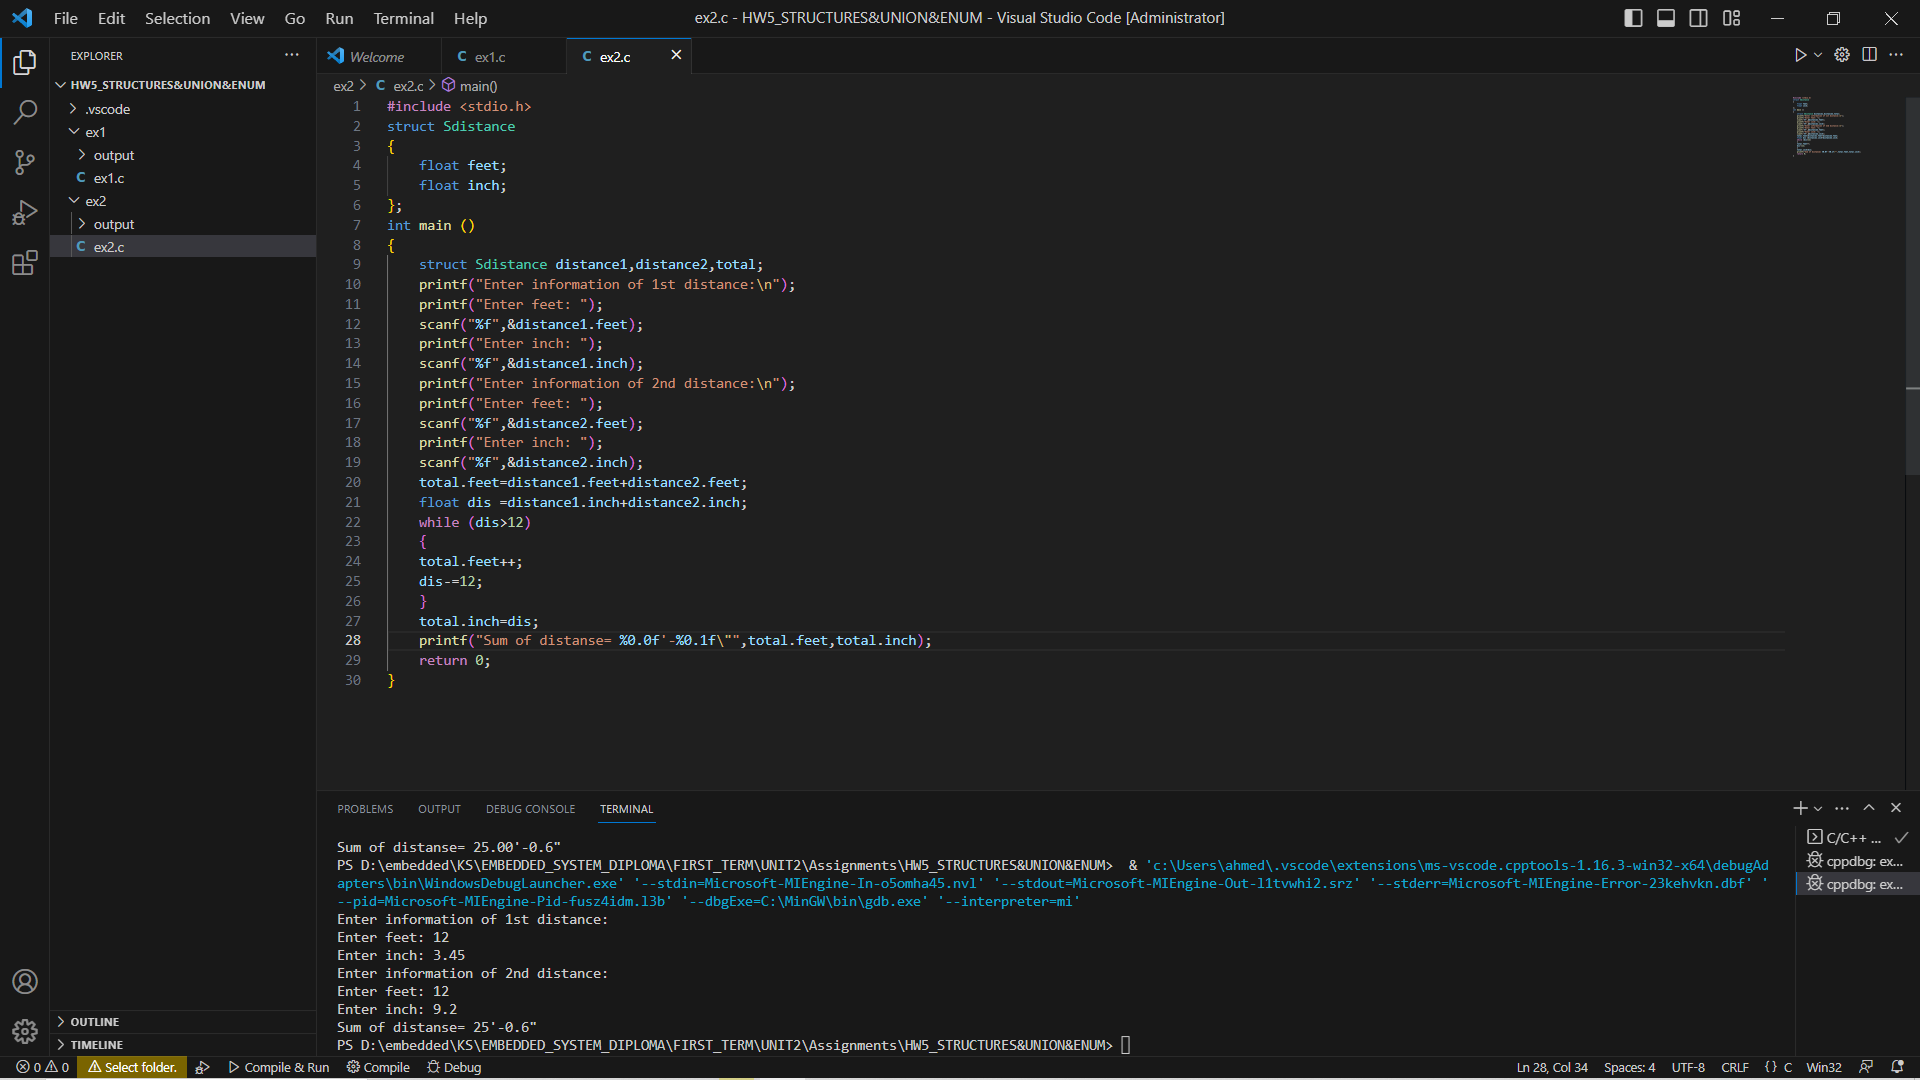 File Edit Selection View Go Run Terminal Help
ex2.c - HW5_STRUCTURES&UNION&ENUM - Visual Studio Code [Administrator]
EXPLORER
HW5_STRUCTURES&UNION&ENUM
.vscode
ex1
output
C ex1.c
ex2
output
C ex2.c
OUTLINE
TIMELINE
Welcome
C ex1.c
C ex2.c
ex2 > C ex2.c > main()
1 #include <stdio.h>
2 struct Sdistance
3 {
4 float feet;
5 float inch;
6 };
7 int main ()
8 {
9 struct Sdistance distance1,distance2,total;
10 printf("Enter information of 1st distance:\n");
11 printf("Enter feet: ");
12 scanf("%f",&distance1.feet);
13 printf("Enter inch: ");
14 scanf("%f",&distance1.inch);
15 printf("Enter information of 2nd distance:\n");
16 printf("Enter feet: ");
17 scanf("%f",&distance2.feet);
18 printf("Enter inch: ");
19 scanf("%f",&distance2.inch);
20 total.feet=distance1.feet+distance2.feet;
21 float dis =distance1.inch+distance2.inch;
22 while (dis>12)
23 {
24 total.feet++;
25 dis-=12;
26 }
27 total.inch=dis;
28 printf("Sum of distanse= %0.0f'-%0.1f\"",total.feet,total.inch);
29 return 0;
30 }
PROBLEMS OUTPUT DEBUG CONSOLE TERMINAL
Sum of distanse= 25.00'-0.6"
PS D:\embedded\KS\EMBEDDED_SYSTEM_DIPLOMA\FIRST_TERM\UNIT2\Assignments\HW5_STRUCTURES&UNION&ENUM> & 'c:\Users\ahmed\.vscode\extensions\ms-vscode.cpptools-1.16.3-win32-x64\debugAd
apters\bin\WindowsDebugLauncher.exe' '--stdin=Microsoft-MIEngine-In-o5omha45.nvl' '--stdout=Microsoft-MIEngine-Out-l1tvwhi2.srz' '--stderr=Microsoft-MIEngine-Error-23kehvkn.dbf' '
--pid=Microsoft-MIEngine-Pid-fusz4idm.l3b' '--dbgExe=C:\MinGW\bin\gdb.exe' '--interpreter=mi'
Enter information of 1st distance:
Enter feet: 12
Enter inch: 3.45
Enter information of 2nd distance:
Enter feet: 12
Enter inch: 9.2
Sum of distanse= 25'-0.6"
PS D:\embedded\KS\EMBEDDED_SYSTEM_DIPLOMA\FIRST_TERM\UNIT2\Assignments\HW5_STRUCTURES&UNION&ENUM>
C/C++ ...
cppdbg: ex...
cppdbg: ex...
0 0 Select folder. Compile & Run Compile Debug
Ln 28, Col 34 Spaces: 4 UTF-8 CRLF {} C Win32